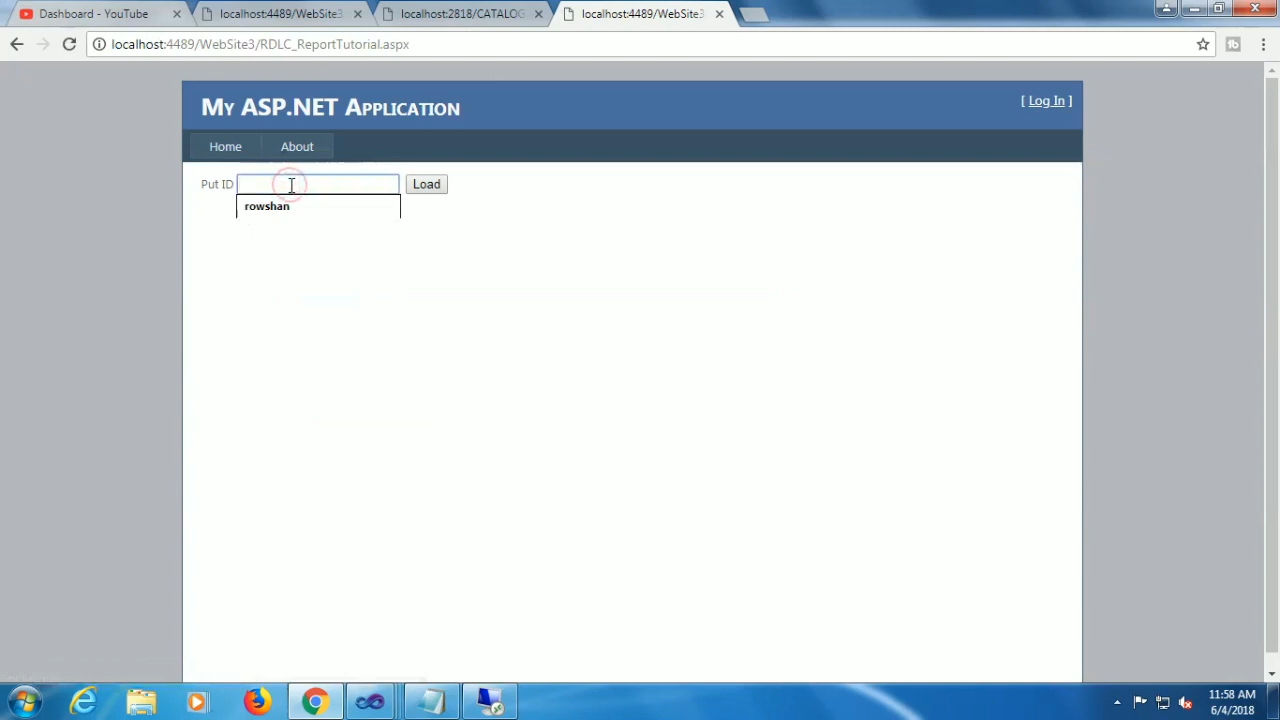 Dashboard - YouTube
localhost:4489/WebSite3
localhost:2818/CATALOG
localhost:4489/WebSite3
localhost:4489/WebSite3/RDLC_ReportTutorial.aspx
My ASP.NET Application
[ Log In ]
Home
About
Put ID
Load
rowshan
11:58 AM
6/4/2018